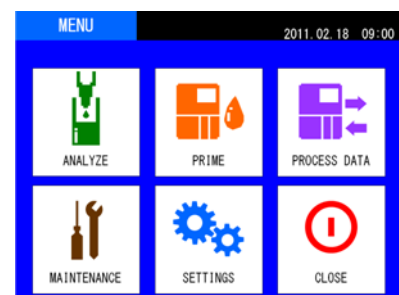 MENU
2011.02.18 09:00
ANALYZE
PRIME
PROCESS DATA
MAINTENANCE
SETTINGS
CLOSE